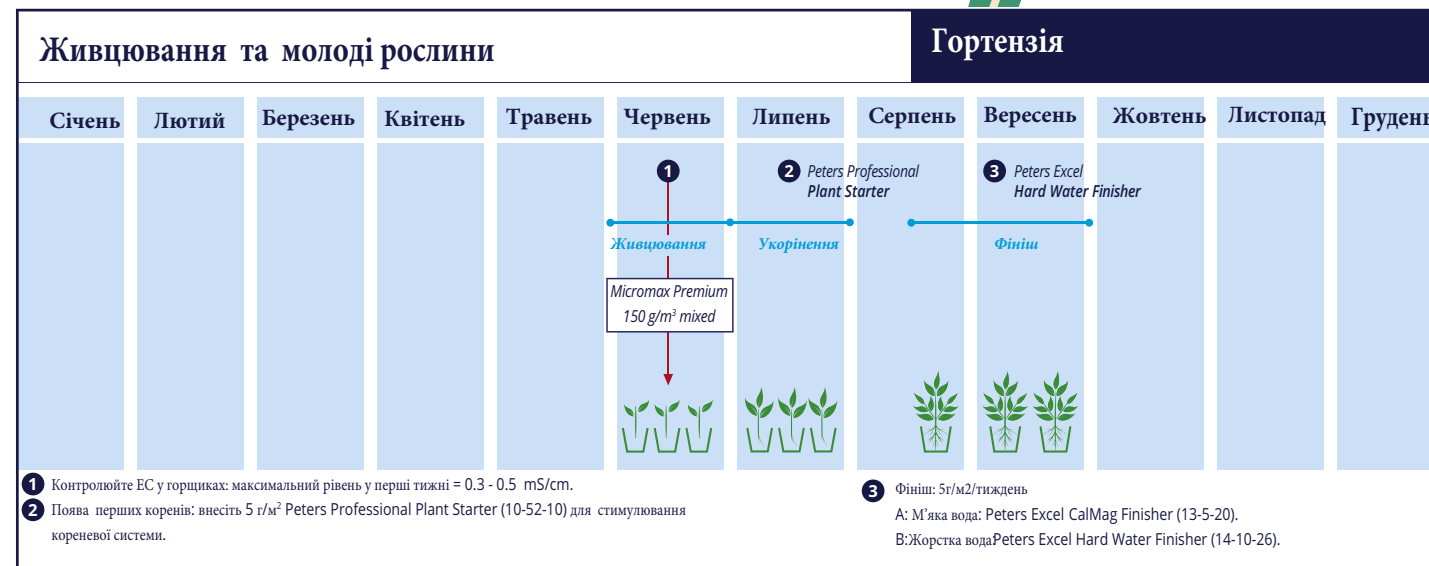 Живцювання та молоді рослини
Гортензія
Січень Лютий Березень Квітень Травень Червень Липень Серпень Вересень Жовтень Листопад Грудень
1
2 Peters Professional
Plant Starter
3 Peters Excel
Hard Water Finisher
Живцювання Укорінення Фініш
Micromax Premium
150 g/m³ mixed
1 Контролюйте ЕС у горщиках: максимальний рівень у перші тижні = 0.3 - 0.5 mS/cm.
2 Поява перших коренів: внесіть 5 г/м² Peters Professional Plant Starter (10-52-10) для стимулювання
кореневої системи.
3 Фініш: 5г/м2/тиждень
A: М'яка вода: Peters Excel CalMag Finisher (13-5-20).
B:Жорстка вода:Peters Excel Hard Water Finisher (14-10-26).